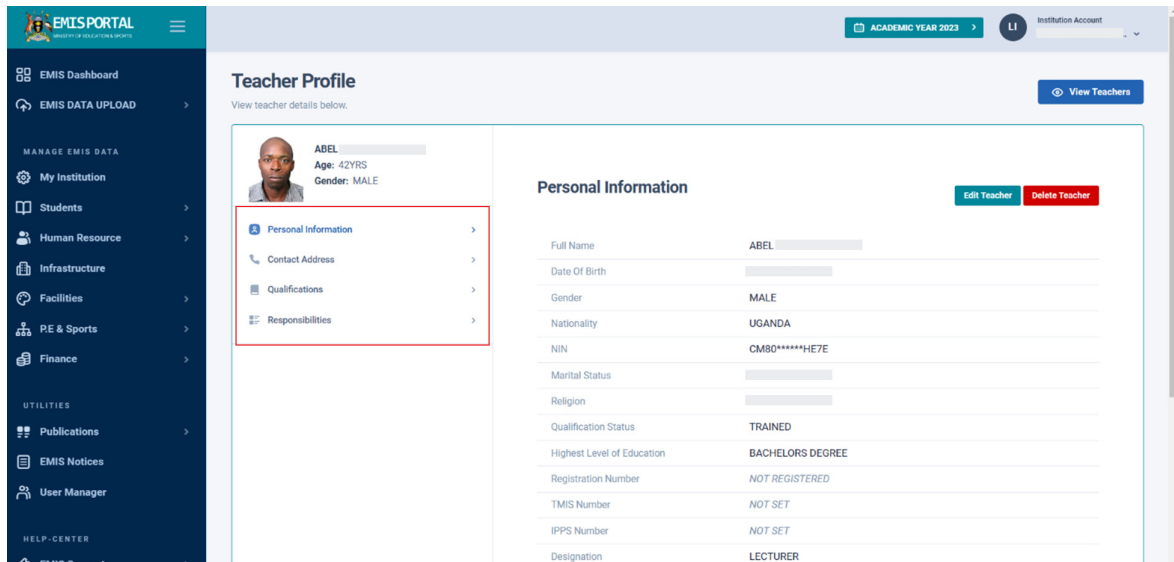 EMIS PORTAL
MINISTRY OF EDUCATION & SPORTS
ACADEMIC YEAR 2023
LI
Institution Account
EMIS Dashboard
EMIS DATA UPLOAD
MANAGE EMIS DATA
My Institution
Students
Human Resource
Infrastructure
Facilities
P.E & Sports
Finance
UTILITIES
Publications
EMIS Notices
User Manager
HELP-CENTER
Teacher Profile
View teacher details below.
View Teachers
ABEL
Age: 42YRS
Gender: MALE
Personal Information
Contact Address
Qualifications
Responsibilities
Personal Information
Edit Teacher
Delete Teacher
Full Name ABEL
Date Of Birth
Gender MALE
Nationality UGANDA
NIN CM80******HE7E
Marital Status
Religion
Qualification Status TRAINED
Highest Level of Education BACHELORS DEGREE
Registration Number NOT REGISTERED
TMIS Number NOT SET
IPPS Number NOT SET
Designation LECTURER